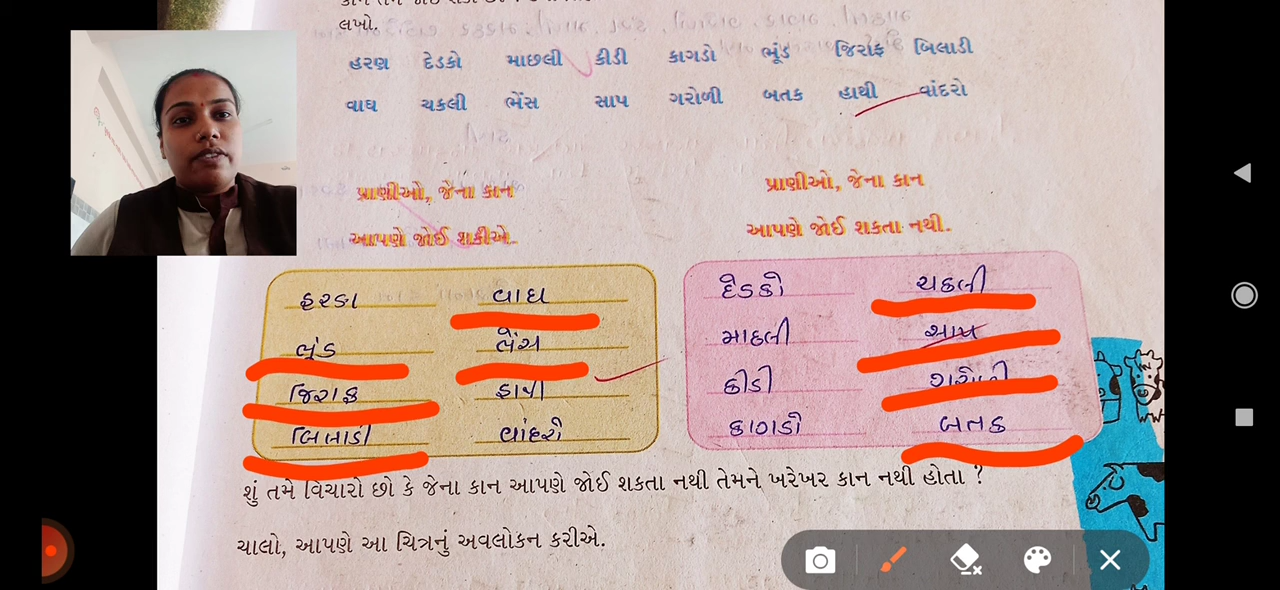 લખો.
હરણ દેડકો માછલી કીડી કાગડો ભૂંડ જિરાફ બિલાડી
વાઘ ચકલી ભેંસ સાપ ગરોળી બતક હાથી વાંદરો
પ્રાણીઓ, જેના કાન
આપણે જોઈ શકીએ.
પ્રાણીઓ, જેના કાન
આપણે જોઈ શકતા નથી.
હરણ વાઘ
ભૂંડ ભેંસ
જિરાફ હાથી
બિલાડી વાંદરો
દેડકો ચકલી
માછલી સાપ
કીડી ગરોળી
કાગડો બતક
શું તમે વિચારો છો કે જેના કાન આપણે જોઈ શકતા નથી તેમને ખરેખર કાન નથી હોતા ?
ચાલો, આપણે આ ચિત્રનું અવલોકન કરીએ.